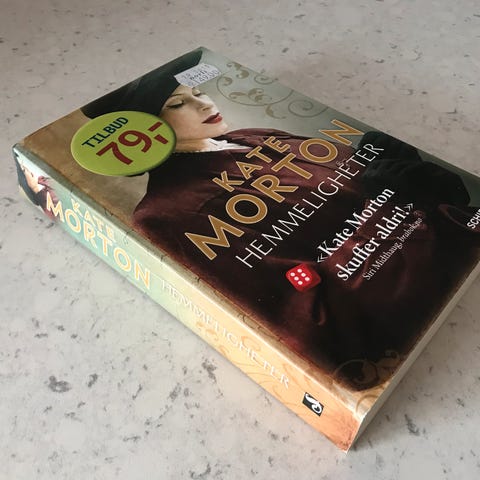 TILBUD
79,-
KATE
MORTON
HEMMELIGHETER
«Kate Morton
skuffer aldri!»
KATE
MORTON
HEMMELIGHETER